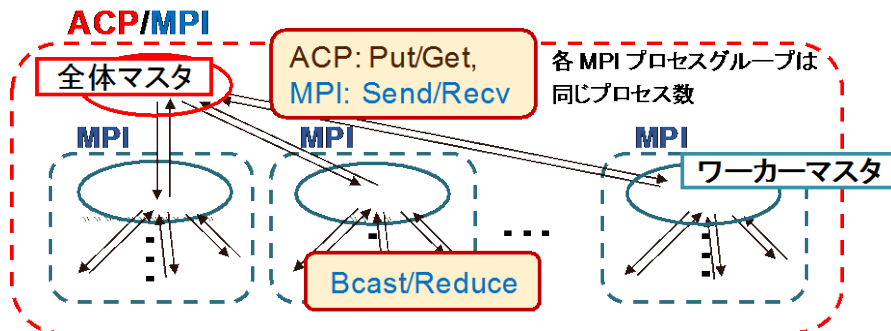 ACP/MPI
全体マスタ
ACP: Put/Get,
MPI: Send/Recv
各 MPI プロセスグループは
同じプロセス数
MPI
MPI
MPI
ワーカーマスタ
Bcast/Reduce